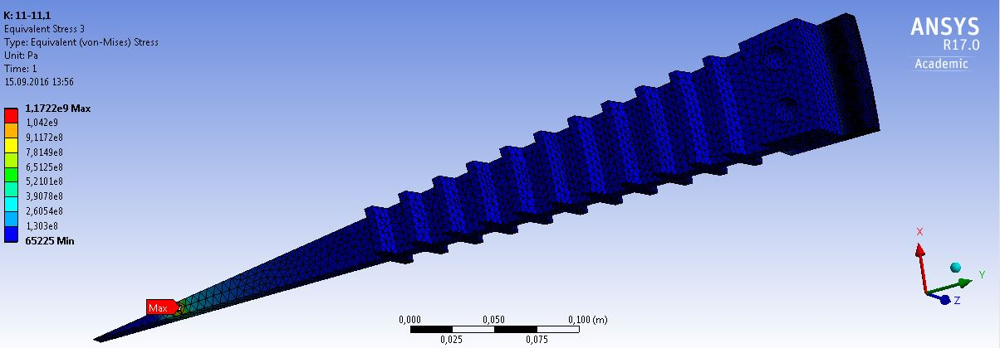 K: 11-11,1
Equivalent Stress 3
Type: Equivalent (von-Mises) Stress
Unit: Pa
Time: 1
15.09.2016 13:56
1,1722e9 Max
1,042e9
9,1172e8
7,8149e8
6,5125e8
5,2101e8
3,9078e8
2,6054e8
1,303e8
65225 Min
ANSYS
R17.0
Academic
Max
0,000
0,050
0,100 (m)
0,025
0,075
X
Y
Z